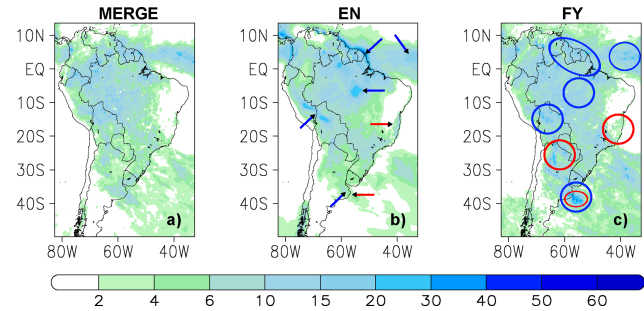 MERGE EN FY
10N 10N 10N
EQ EQ EQ
10S 10S 10S
20S 20S 20S
30S 30S 30S
40S 40S 40S
a) b) c)
80W 60W 40W 80W 60W 40W 80W 60W 40W
2 4 6 10 15 20 30 40 50 60